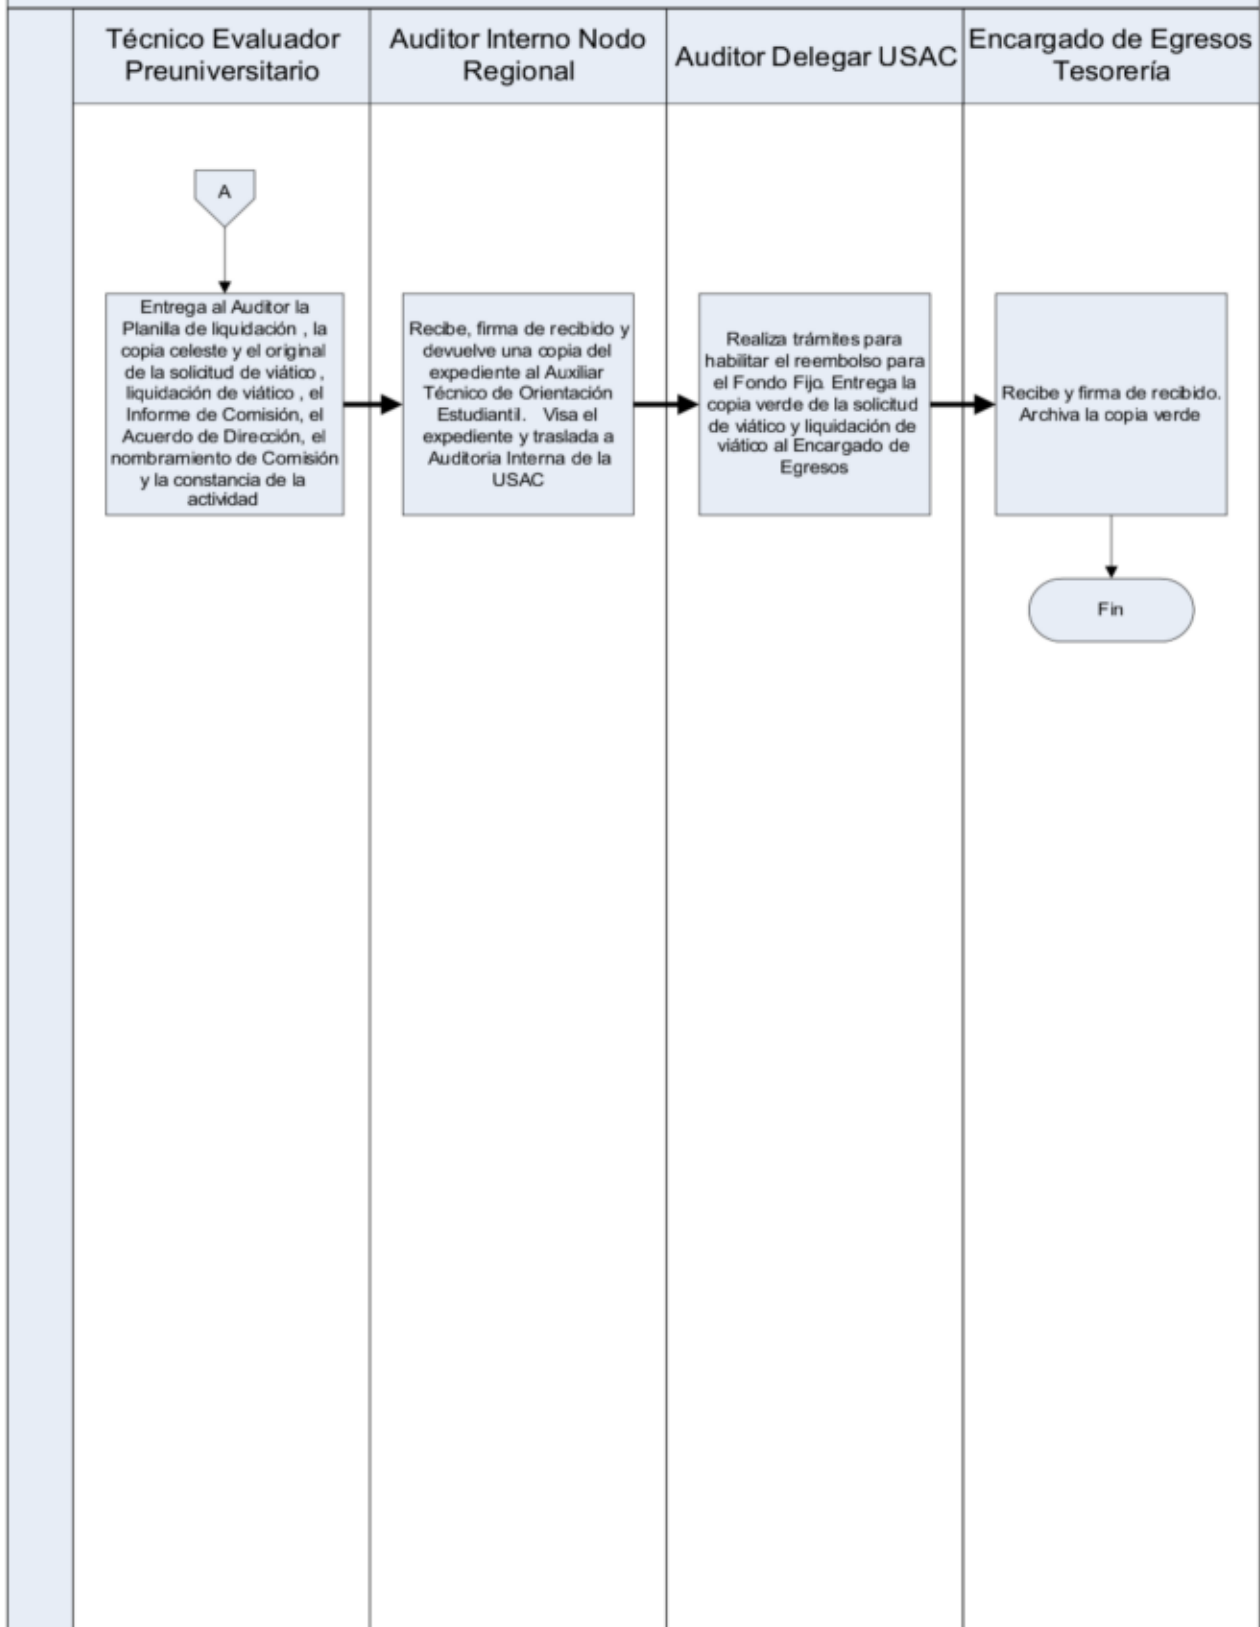 Técnico Evaluador
Preuniversitario
Auditor Interno Nodo
Regional
Auditor Delegar USAC
Encargado de Egresos
Tesorería
A
Entrega al Auditor la
Planilla de liquidación , la
copia celeste y el original
de la solicitud de viático ,
liquidación de viático , el
Informe de Comisión, el
Acuerdo de Dirección, el
nombramiento de Comisión
y la constancia de la
actividad
Recibe, firma de recibido y
devuelve una copia del
expediente al Auxiliar
Técnico de Orientación
Estudiantil. Visa el
expediente y traslada a
Auditoria Interna de la
USAC
Realiza trámites para
habilitar el reembolso para
el Fondo Fijo. Entrega la
copia verde de la solicitud
de viático y liquidación de
viático al Encargado de
Egresos
Recibe y firma de recibido.
Archiva la copia verde
Fin